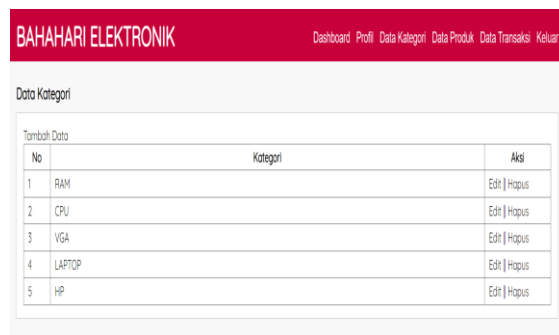 BAHAHARI ELEKTRONIK Dashboard Profil Data Kategori Data Produk Data Transaksi Keluar
Data Kategori
Tambah Data
No Kategori Aksi
1 RAM Edit || Hapus
2 CPU Edit || Hapus
3 VGA Edit || Hapus
4 LAPTOP Edit || Hapus
5 HP Edit || Hapus